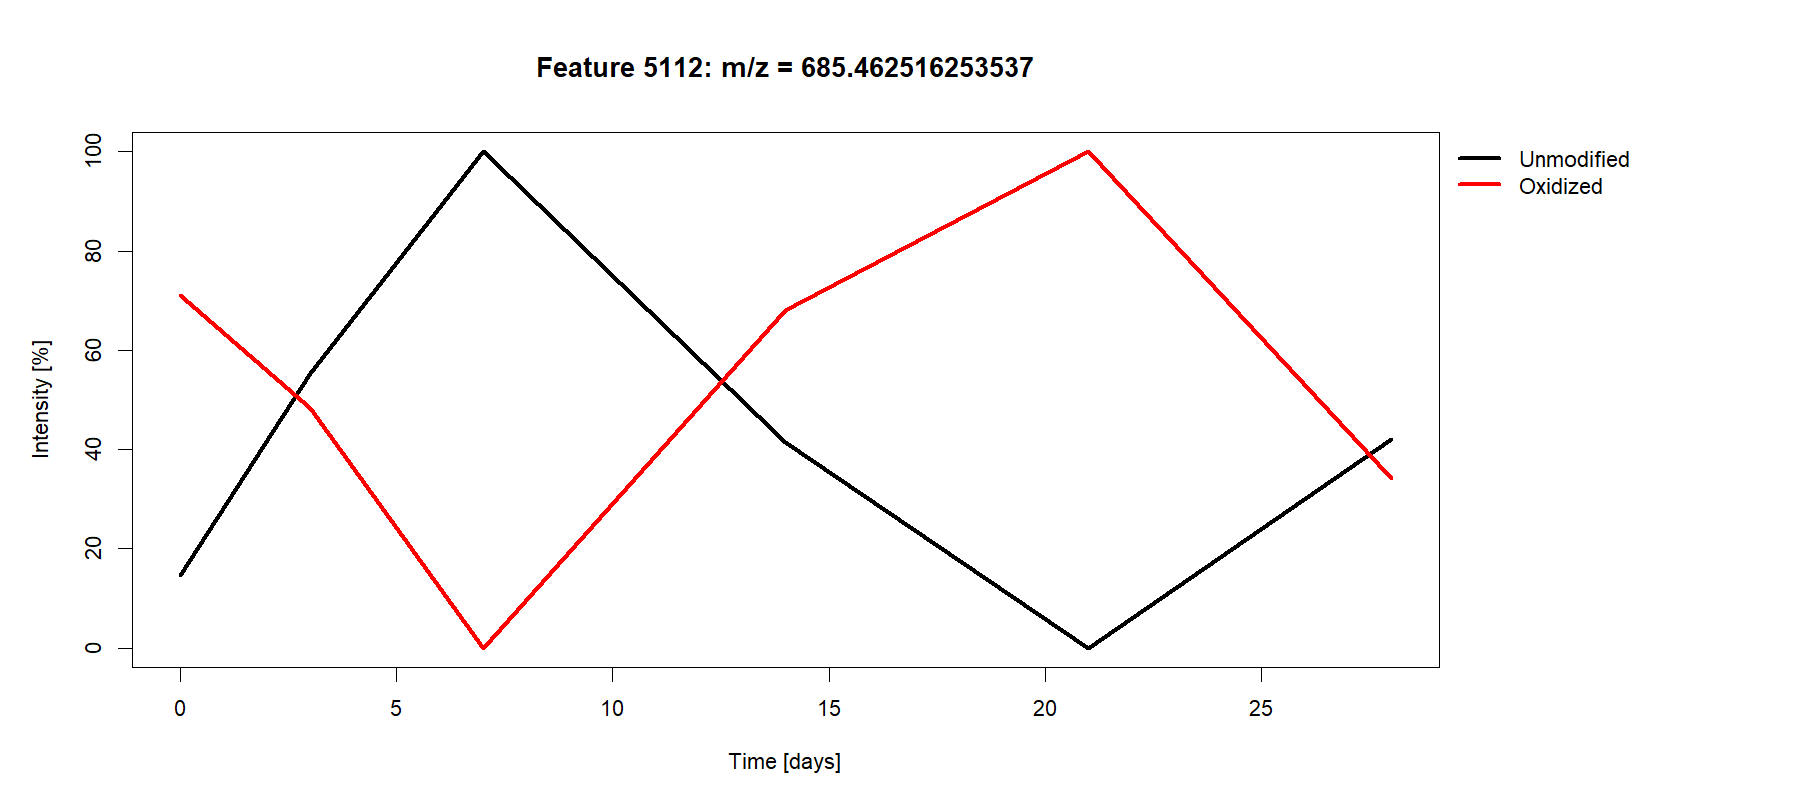 Feature 5112: m/z = 685.462516253537
Unmodified
Oxidized
Intensity [%]
100
80
60
40
20
0
0 5 10 15 20 25
Time [days]